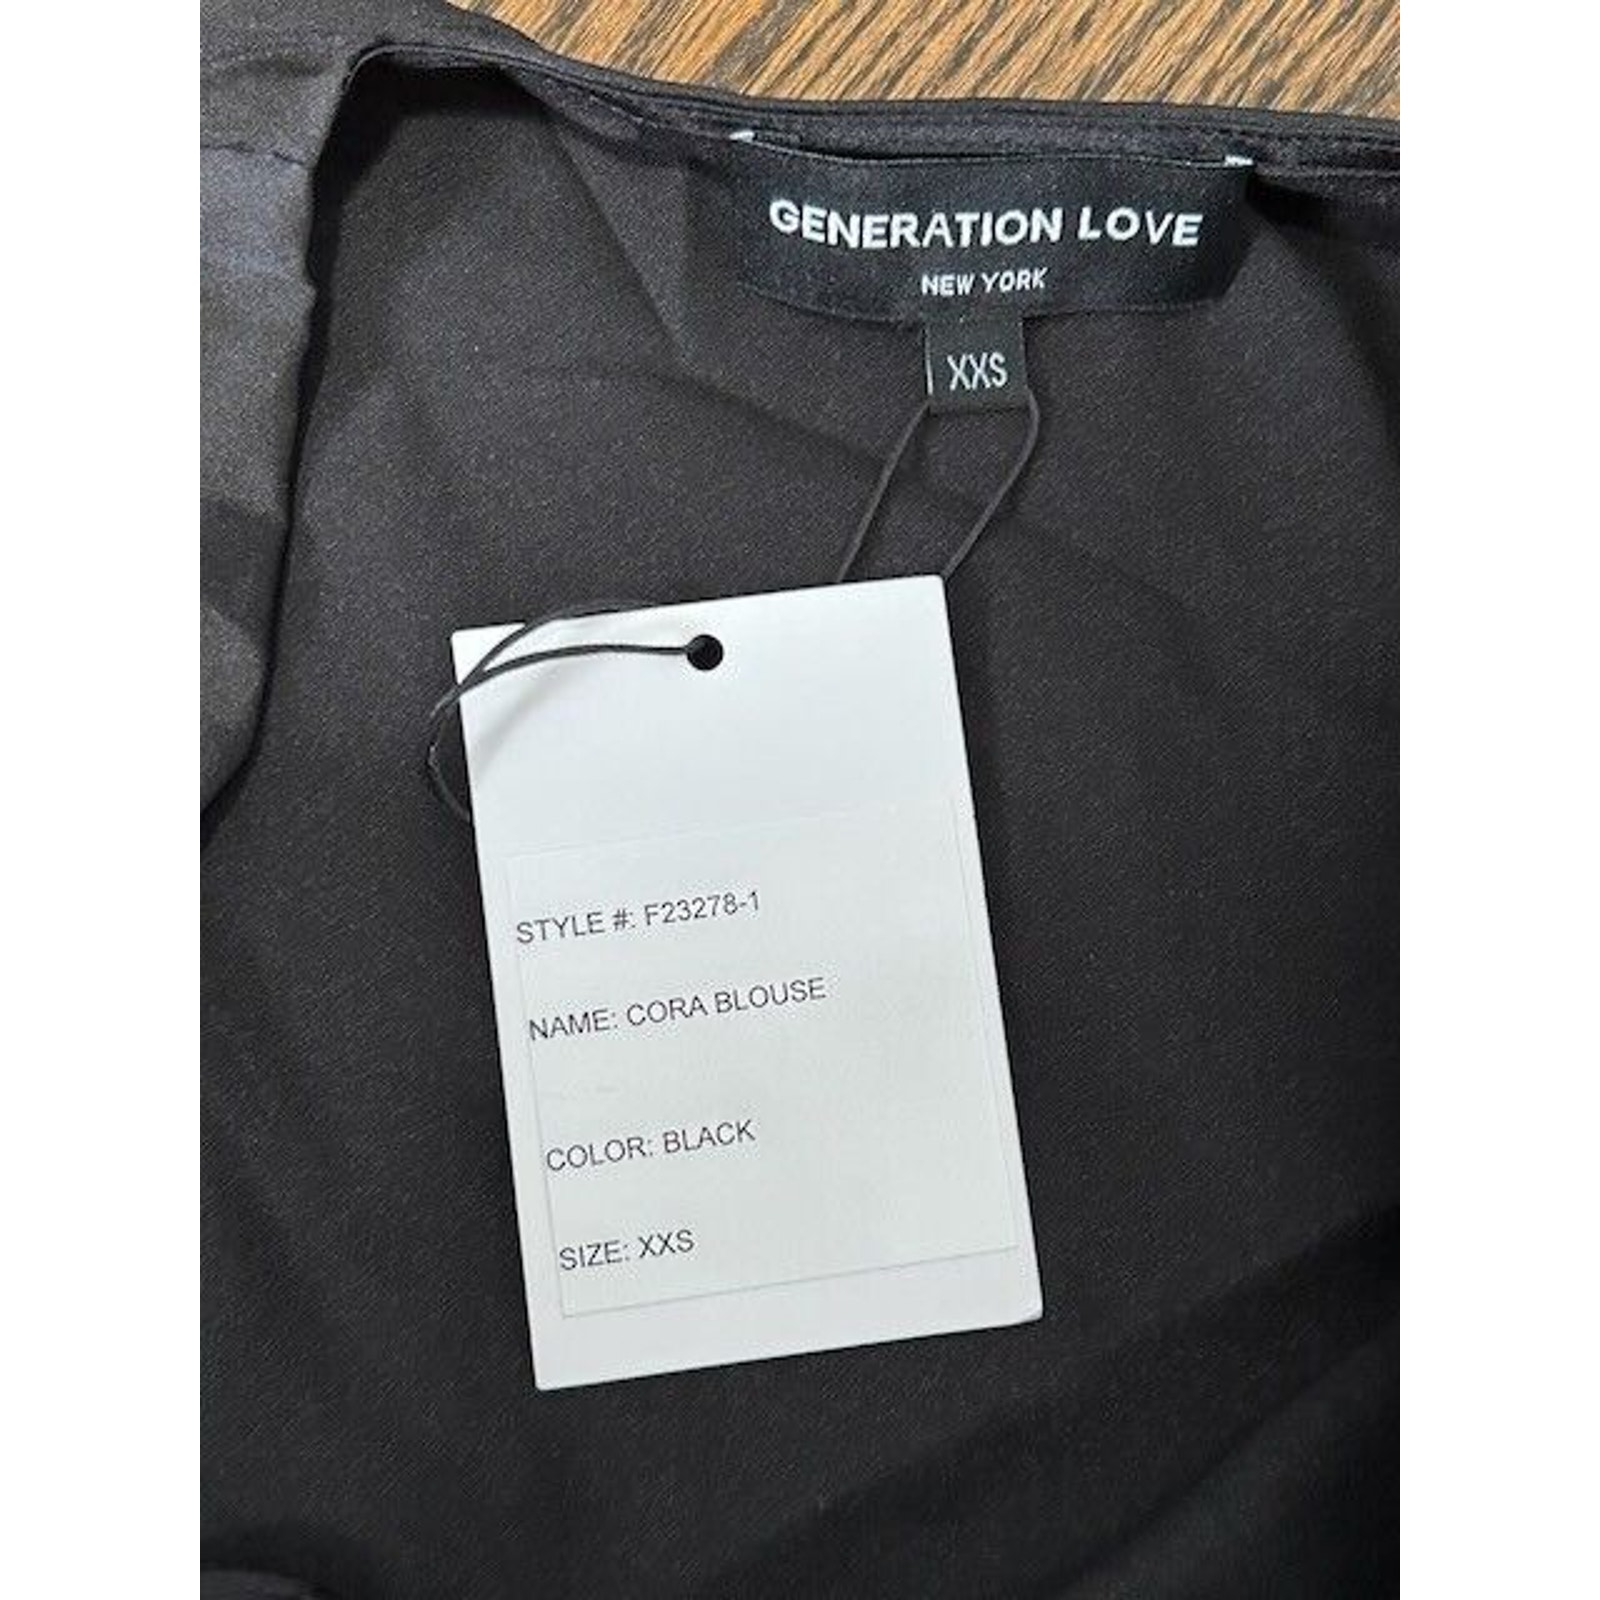 GENERATION LOVE
NEW YORK
XXS
STYLE #: F23278-1
NAME: CORA BLOUSE
COLOR: BLACK
SIZE: XXS